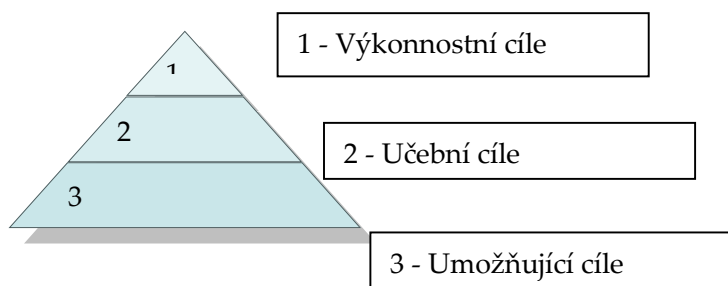 1
1 - Výkonnostní cíle
2
2 - Učební cíle
3
3 - Umožňující cíle